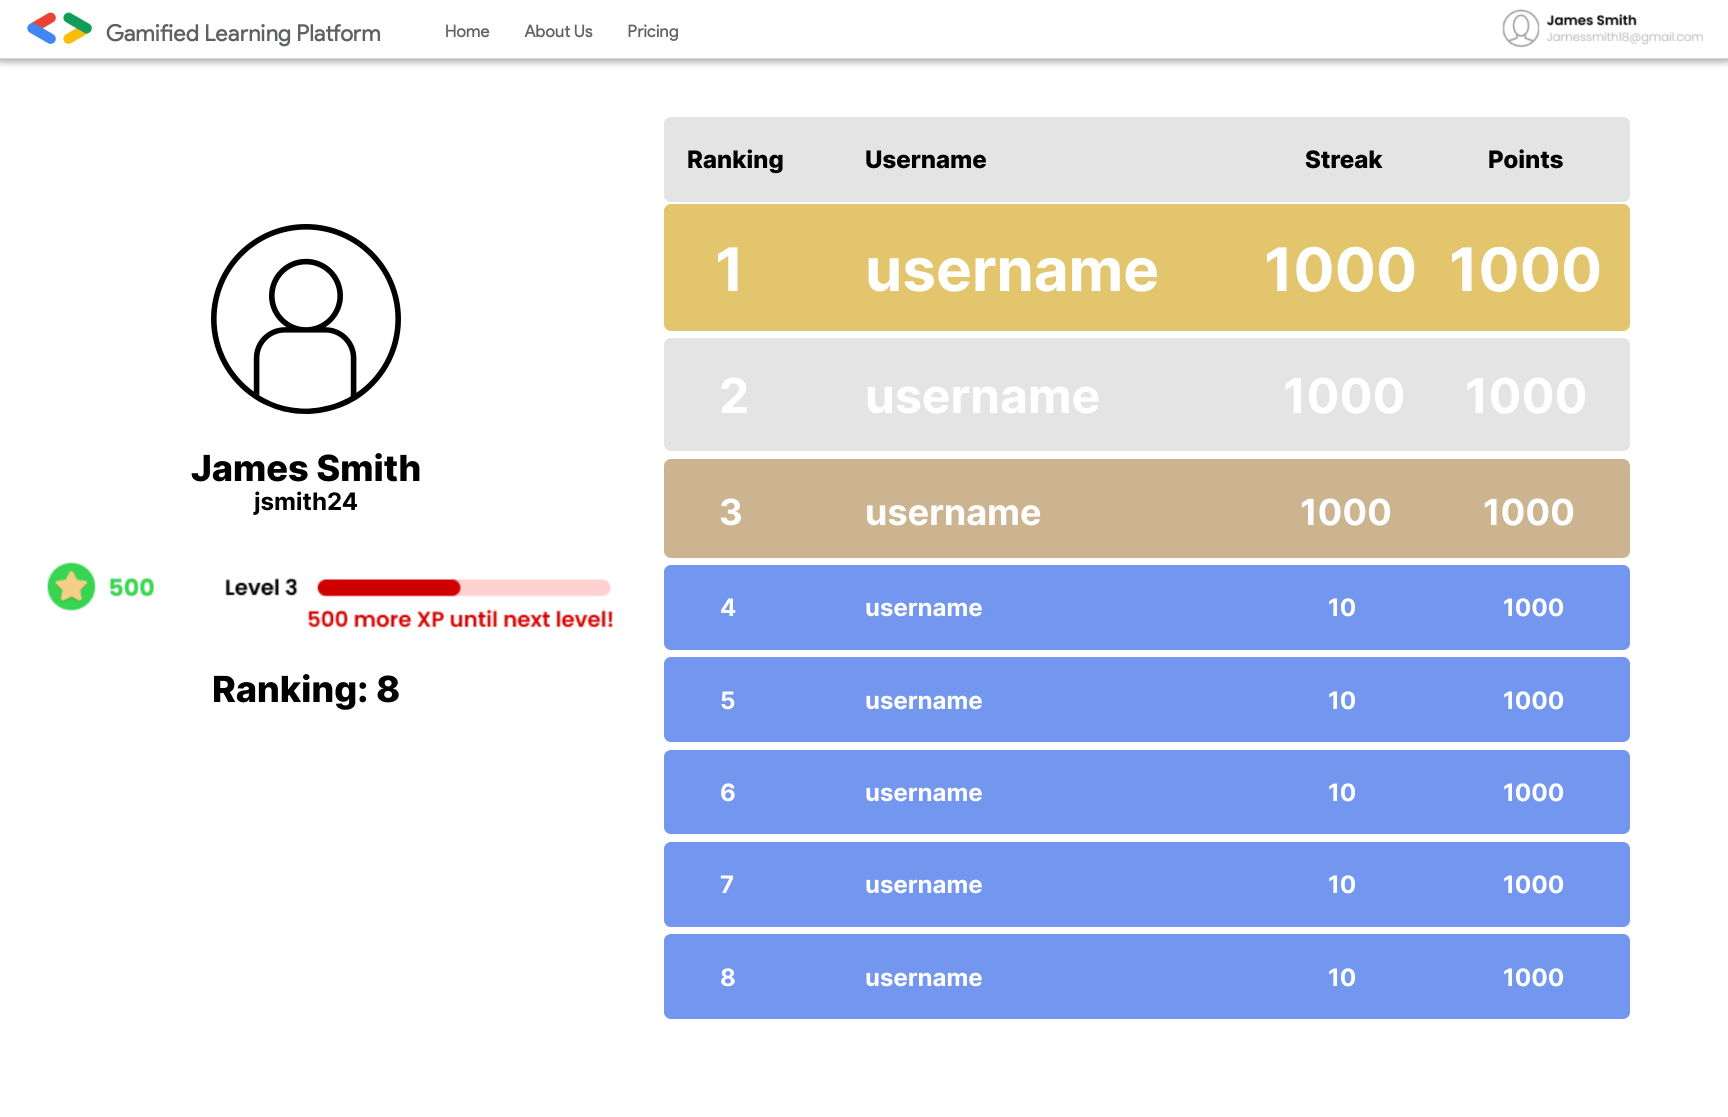 Gamified Learning Platform Home About Us Pricing
James Smith
Jamessmith18@gmail.com
James Smith
jsmith24
500 Level 3
500 more XP until next level!
Ranking: 8
Ranking Username Streak Points
1 username 1000 1000
2 username 1000 1000
3 username 1000 1000
4 username 10 1000
5 username 10 1000
6 username 10 1000
7 username 10 1000
8 username 10 1000